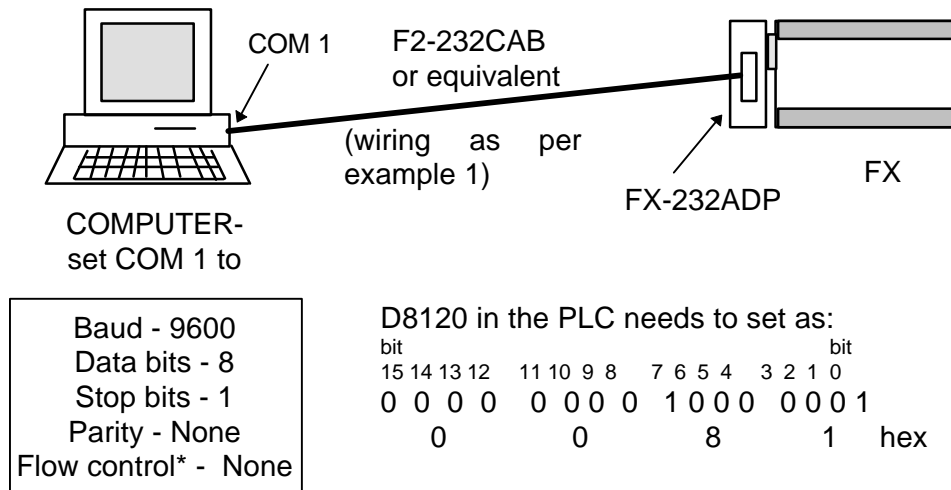 COM 1
F2-232CAB
or equivalent
(wiring as per
example 1)
FX-232ADP
FX
COMPUTER-
set COM 1 to
Baud - 9600
Data bits - 8
Stop bits - 1
Parity - None
Flow control* - None
D8120 in the PLC needs to set as:
bit bit
15 14 13 12 11 10 9 8 7 6 5 4 3 2 1 0
0 0 0 0 0 0 0 0 1 0 0 0 0 0 0 1
0 0 8 1 hex